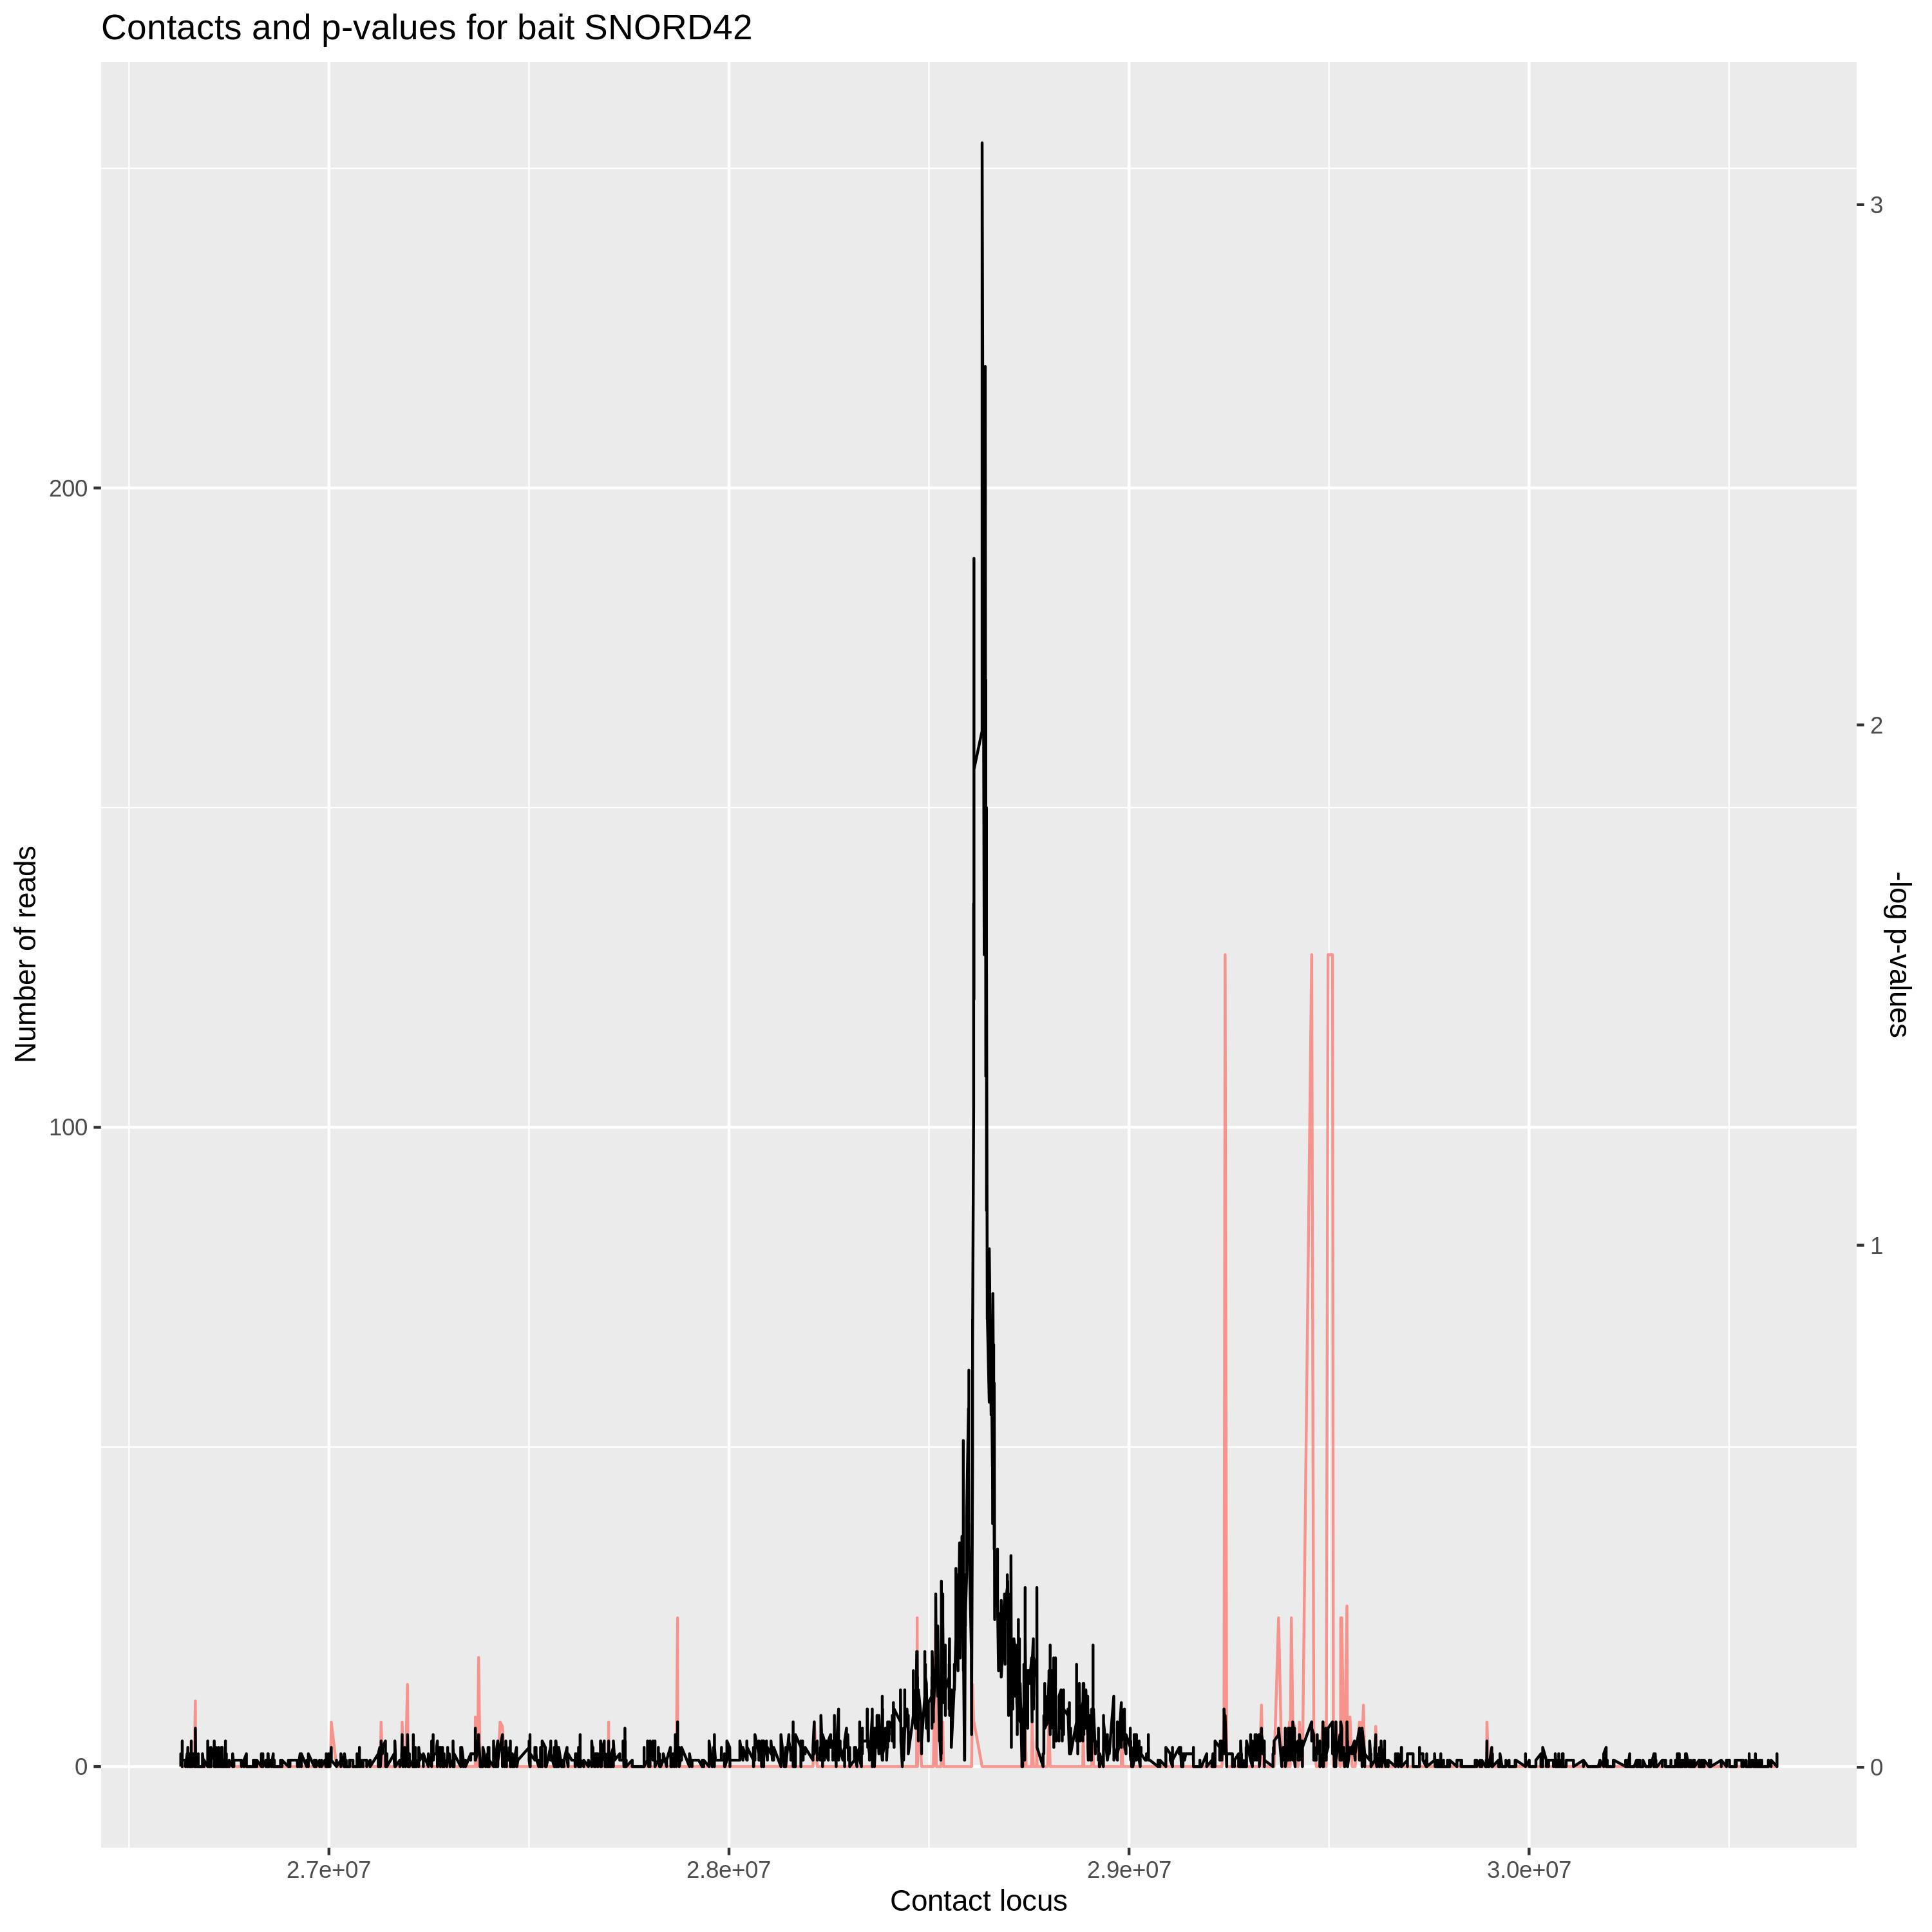 Contacts and p-values for bait SNORD42
Number of reads
200
100
0
3
2
1
0
-log p-values
2.7e+07
2.8e+07
2.9e+07
3.0e+07
Contact locus